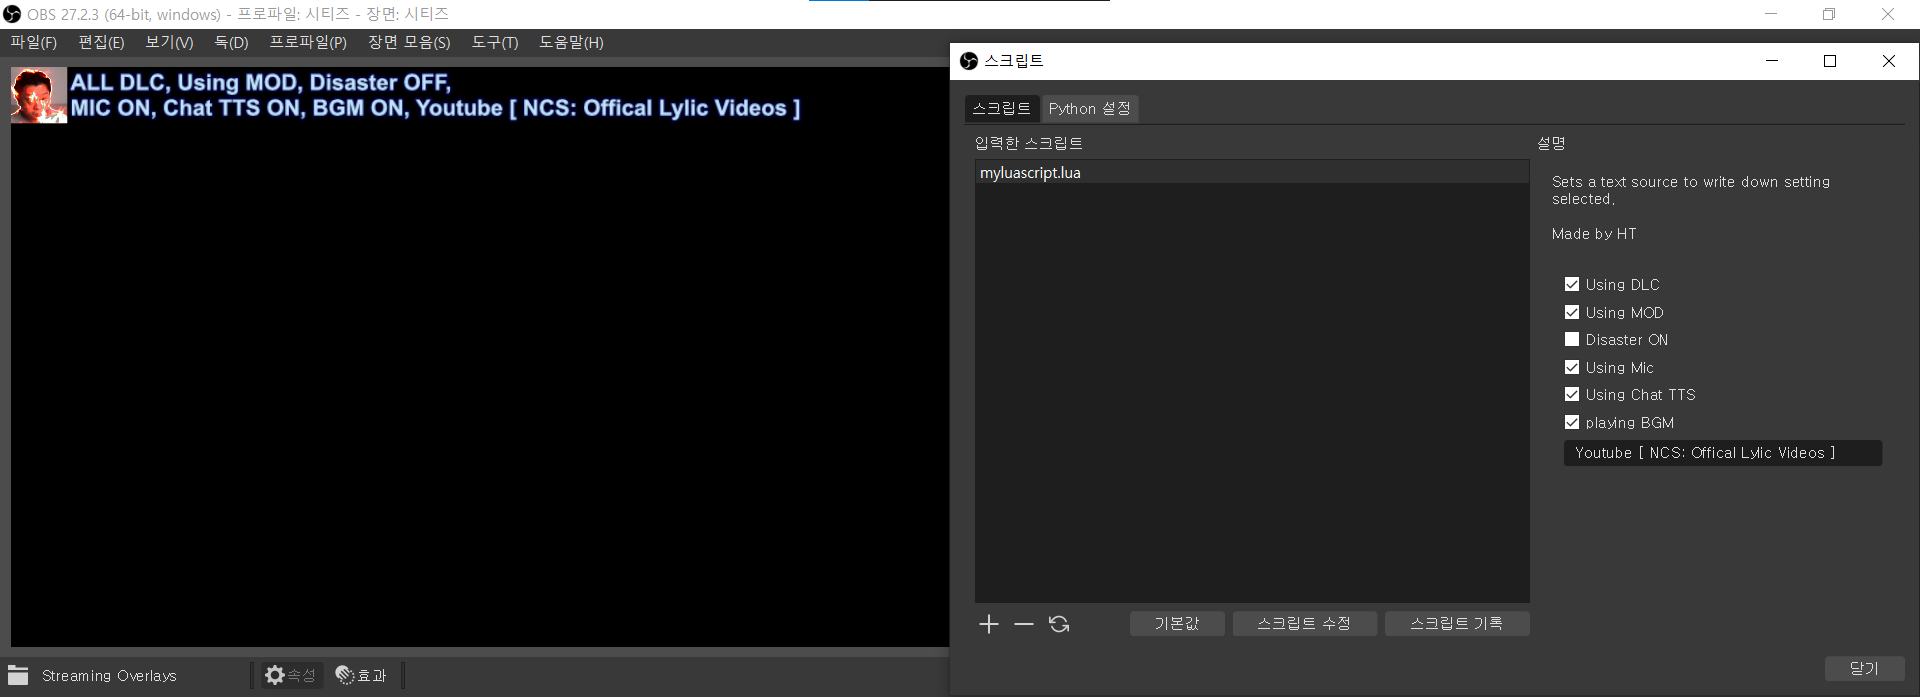 OBS 27.2.3 (64-bit, windows) - 프로파일: 시티즈 - 장면: 시티즈
파일(F) 편집(E) 보기(V) 독(D) 프로파일(P) 장면 모음(S) 도구(T) 도움말(H)
ALL DLC, Using MOD, Disaster OFF,
MIC ON, Chat TTS ON, BGM ON, Youtube [ NCS: Offical Lylic Videos ]
Streaming Overlays
속성
효과
스크립트
스크립트 Python 설정
입력한 스크립트
myluascript.lua
기본값 스크립트 수정 스크립트 기록
설명
Sets a text source to write down setting
selected.
Made by HT
Using DLC
Using MOD
Disaster ON
Using Mic
Using Chat TTS
playing BGM
Youtube [ NCS: Offical Lylic Videos ]
닫기